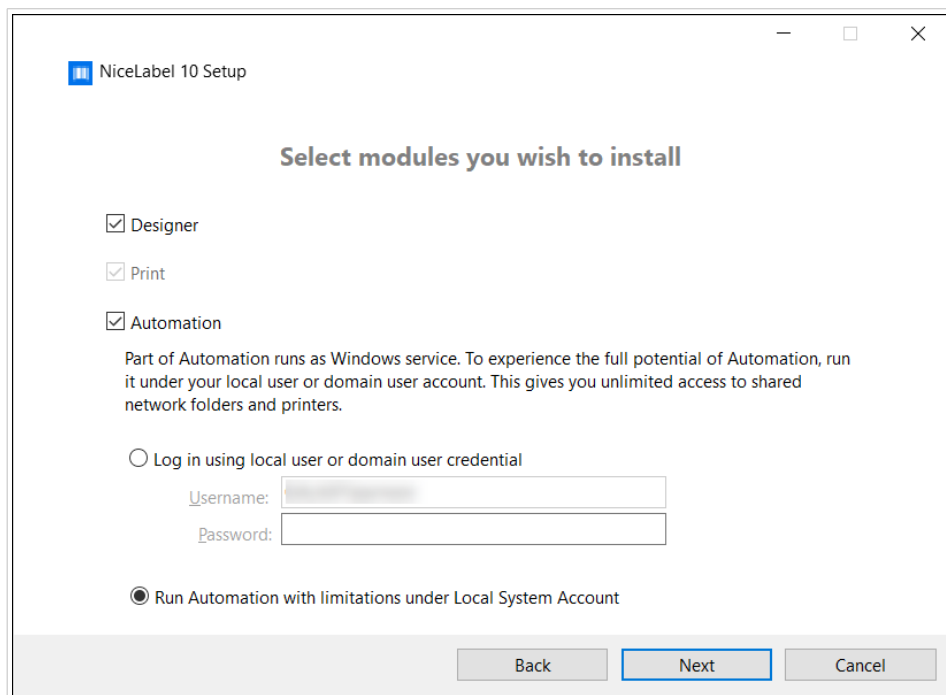 NiceLabel 10 Setup
Select modules you wish to install
Designer
Print
Automation
Part of Automation runs as Windows service. To experience the full potential of Automation, run
it under your local user or domain user account. This gives you unlimited access to shared
network folders and printers.
Log in using local user or domain user credential
Username:
Password:
Run Automation with limitations under Local System Account
Back Next Cancel